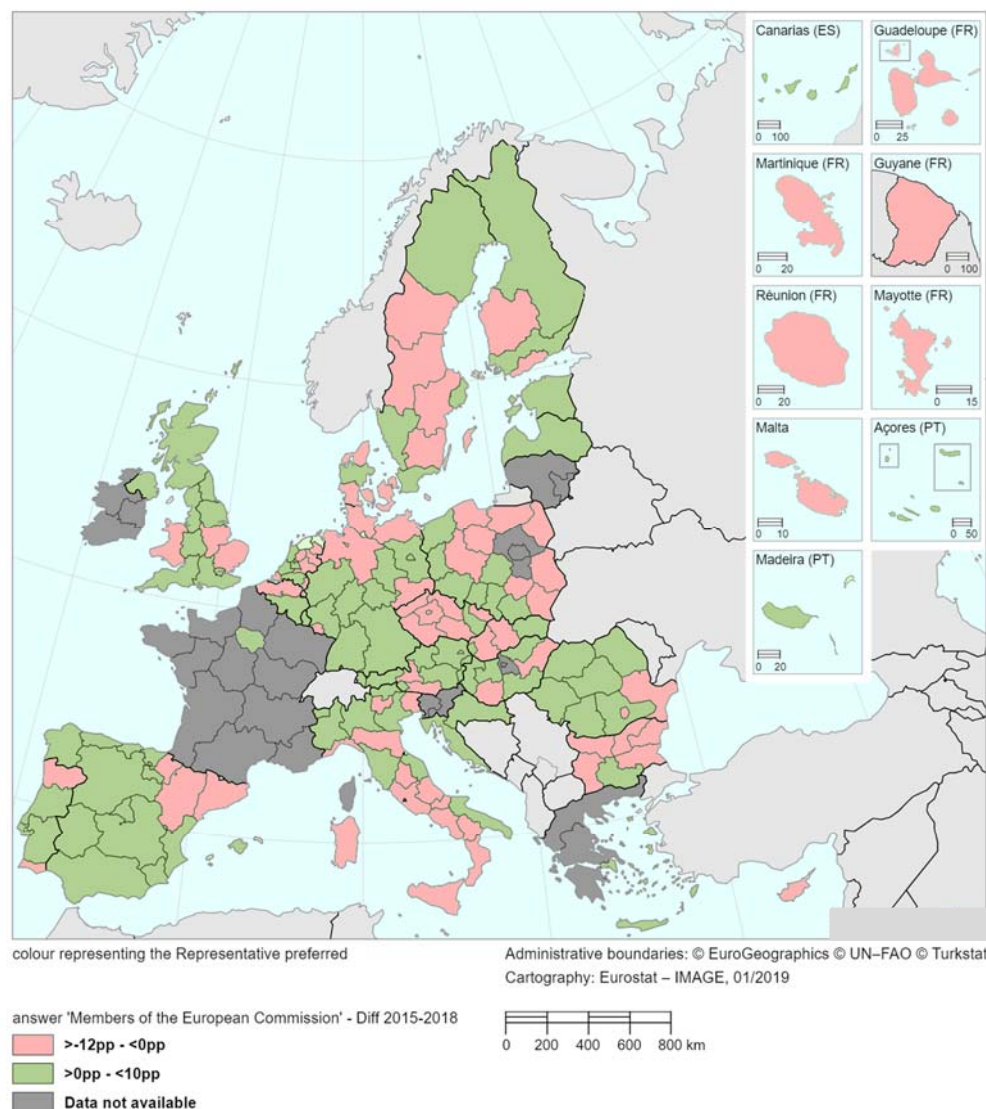 Canarias (ES)
0 100
Guadeloupe (FR)
0 25
Martinique (FR)
0 20
Guyane (FR)
0 100
Réunion (FR)
0 20
Mayotte (FR)
0 15
Malta
0 10
Açores (PT)
0 50
Madeira (PT)
0 20
colour representing the Representative preferred
Administrative boundaries: © EuroGeographics © UN–FAO © Turkstat
Cartography: Eurostat – IMAGE, 01/2019
answer 'Members of the European Commission' - Diff 2015-2018
>-12pp - <0pp
>0pp - <10pp
Data not available
0 200 400 600 800 km